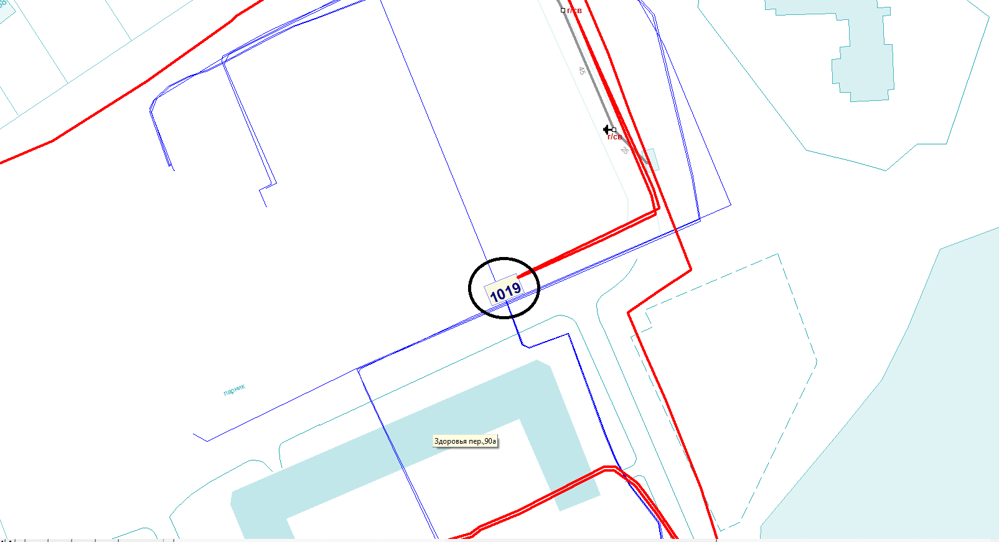 г/св
45
г/св
25
1019
парник
Здоровья пер.,90а